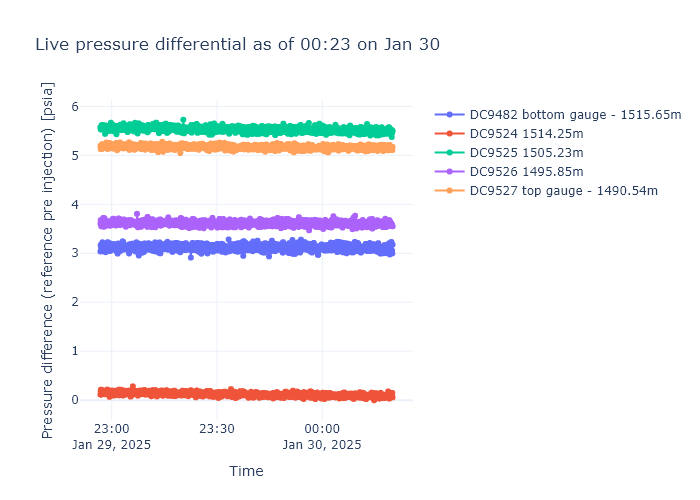 Live pressure differential as of 00:23 on Jan 30
Pressure difference (reference pre injection) [psia]
6
5
4
3
2
1
0
23:00
Jan 29, 2025
23:30
00:00
Jan 30, 2025
Time
DC9482 bottom gauge - 1515.65m
DC9524 1514.25m
DC9525 1505.23m
DC9526 1495.85m
DC9527 top gauge - 1490.54m